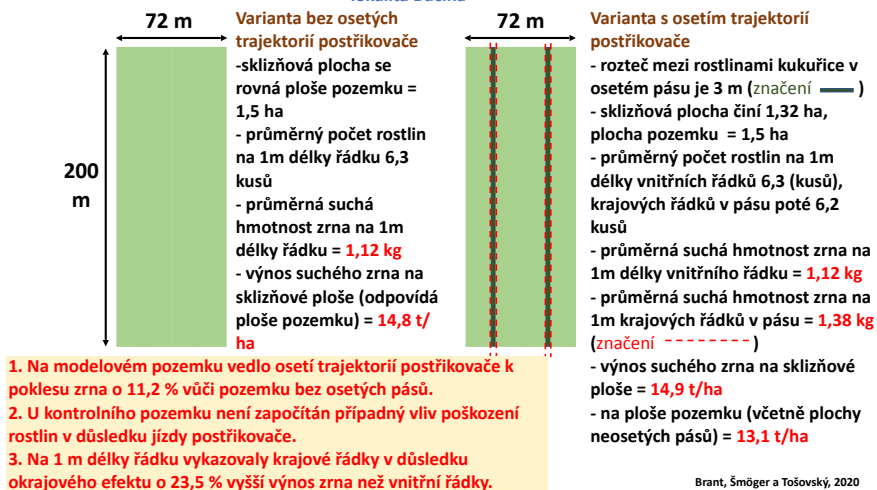 72 m
200
m
Varianta bez osetých
trajektorií postřikovače
-sklizňová plocha se
rovná ploše pozemku =
1,5 ha
- průměrný počet rostlin
na 1m délky řádku 6,3
kusů
- průměrná suchá
hmotnost zrna na 1m
délky řádku = 1,12 kg
- výnos suchého zrna na
sklizňové ploše (odpovídá
ploše pozemku) = 14,8 t/
ha
72 m
Varianta s osetím trajektorií
postřikovače
- rozteč mezi rostlinami kukuřice v
osetém pásu je 3 m (značení )
- sklizňová plocha činí 1,32 ha,
plocha pozemku = 1,5 ha
- průměrný počet rostlin na 1m
délky vnitřních řádků 6,3 (kusů),
krajových řádků v pásu poté 6,2
kusů
- průměrná suchá hmotnost zrna na
1m délky vnitřního řádku = 1,12 kg
- průměrná suchá hmotnost zrna na
1m krajových řádků v pásu = 1,38 kg
(značení - - - - - - - - )
- výnos suchého zrna na sklizňové
ploše = 14,9 t/ha
- na ploše pozemku (včetně plochy
neosetých pásů) = 13,1 t/ha
1. Na modelovém pozemku vedlo osetí trajektorií postřikovače k
poklesu zrna o 11,2 % vůči pozemku bez osetých pásů.
2. U kontrolního pozemku není započítán případný vliv poškození
rostlin v důsledku jízdy postřikovače.
3. Na 1 m délky řádku vykazovaly krajové řádky v důsledku
okrajového efektu o 23,5 % vyšší výnos zrna než vnitřní řádky.
Brant, Šmöger a Tošovský, 2020